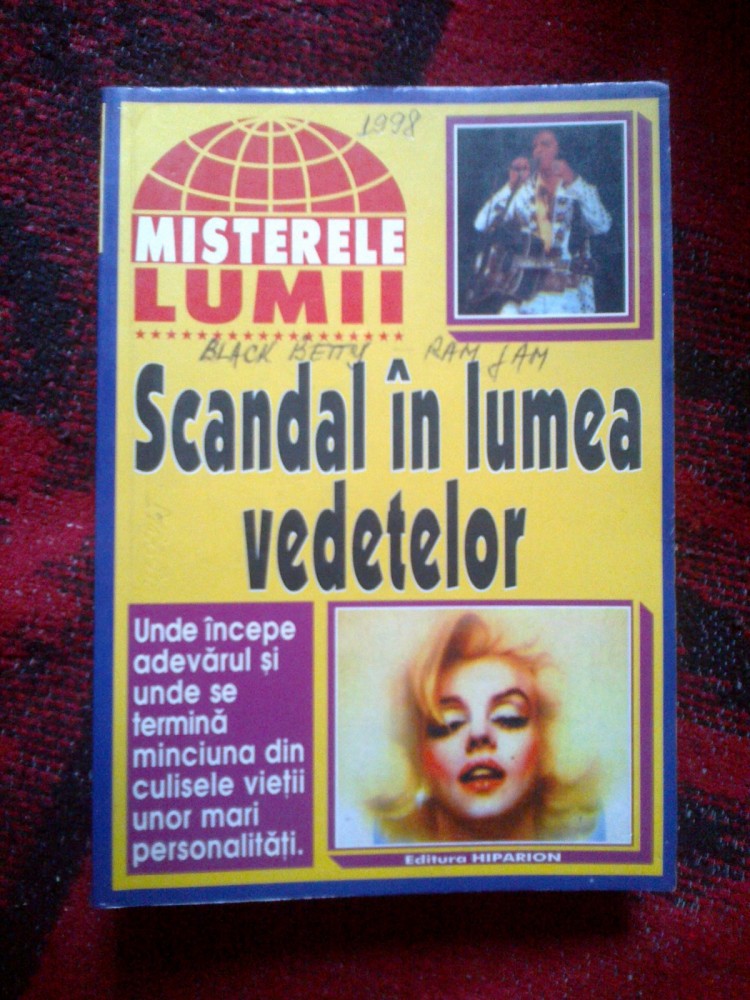 1998
MISTERELE
LUMII
BLACK BETTY - RAM JAM
Scandal în lumea
vedetelor
Unde începe
adevărul și
unde se
termină
minciuna din
culisele vieții
unor mari
personalități.
Editura HIPARION